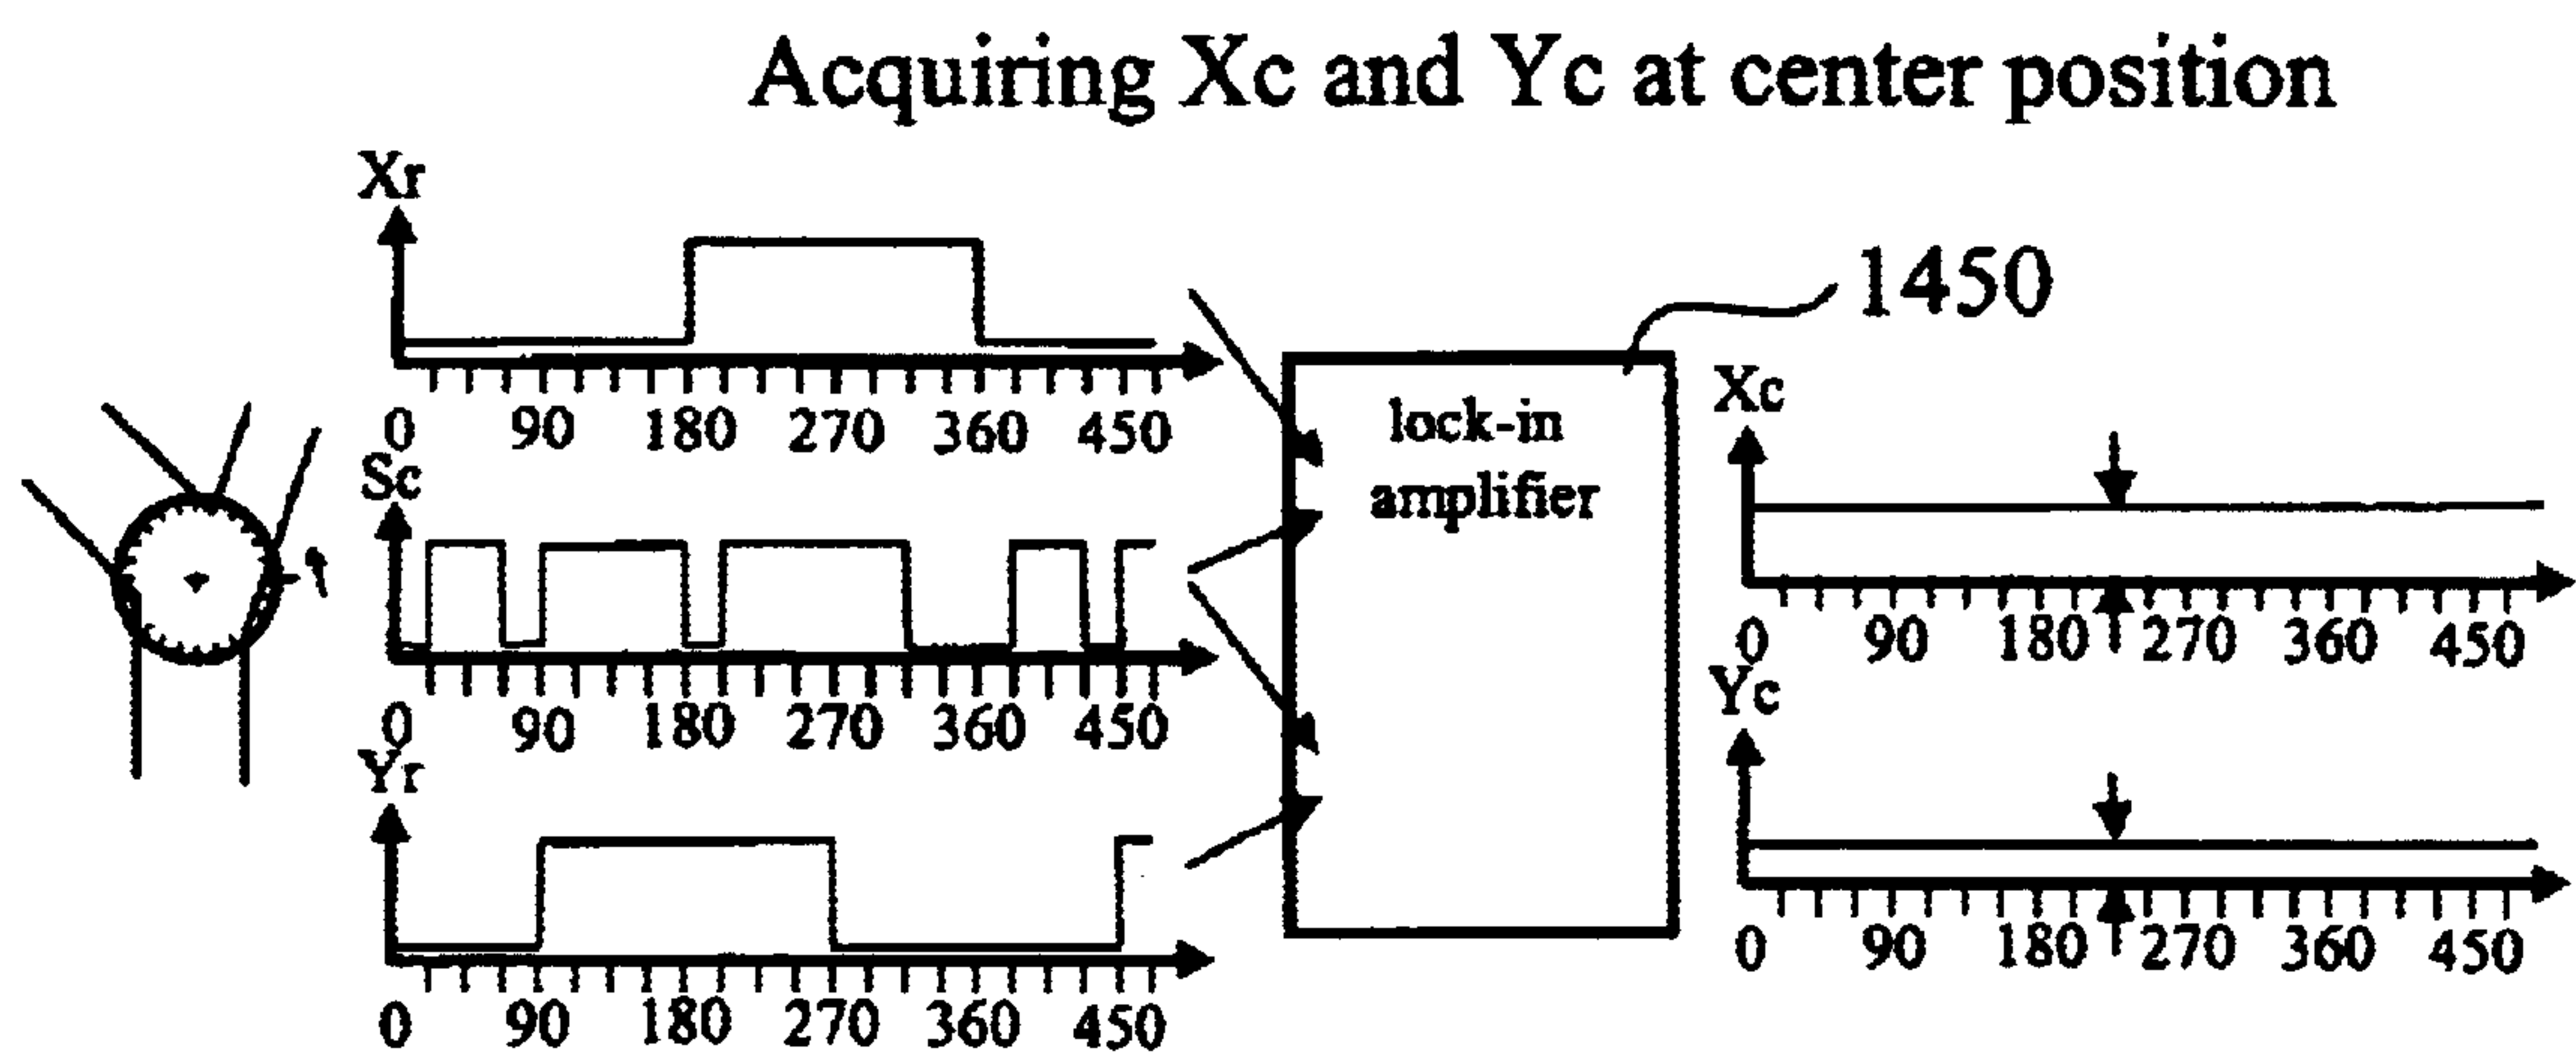 Acquiring Xc and Yc at center position
Xr
0 90 180 270 360 450
Sc
0 90 180 270 360 450
Yr
0 90 180 270 360 450
1450
lock-in
amplifier
Xc
0 90 180 270 360 450
Yc
0 90 180 270 360 450